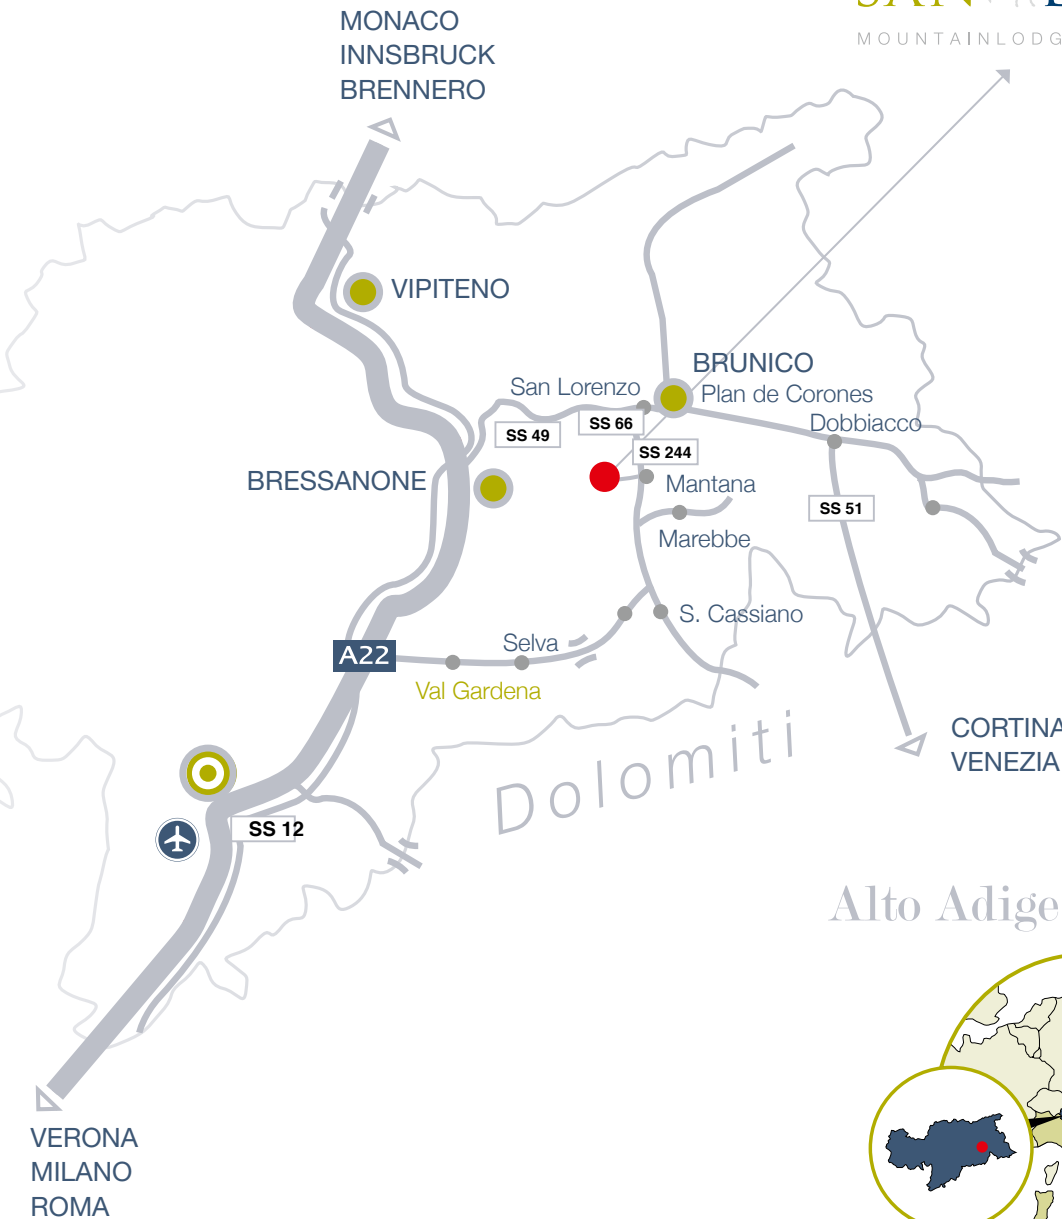 MOUNTAINLODG
MONACO
INNSBRUCK
BRENNERO
VIPITENO
BRUNICO
San Lorenzo
Plan de Corones
SS 66
Dobbiacco
SS 49
SS 244
BRESSANONE
Mantana
SS 51
Marebbe
S. Cassiano
Selva
A22
Val Gardena
Dolomiti
CORTINA
VENEZIA
SS 12
Alto Adige
VERONA
MILANO
ROMA